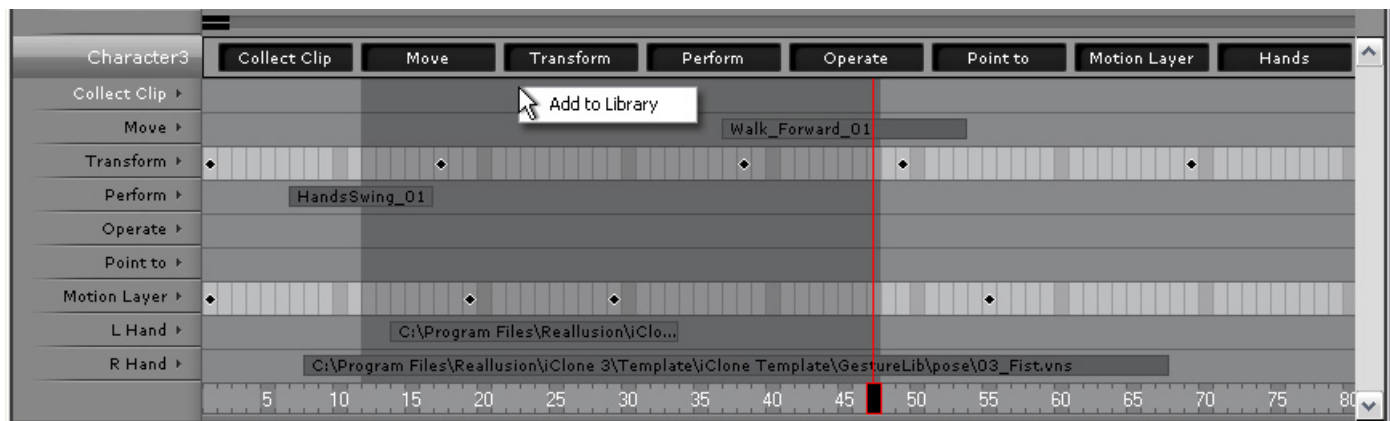 Character3 Collect Clip Move Transform Perform Operate Point to Motion Layer Hands
Collect Clip
Add to Library
Move Walk_Forward_01
Transform
Perform HandsSwing_01
Operate
Point to
Motion Layer
L Hand C:\Program Files\Reallusion\iClo...
R Hand C:\Program Files\Reallusion\iClone 3\Template\iClone Template\GestureLib\pose\03_Fist.vns
5 10 15 20 25 30 35 40 45 50 55 60 65 70 75 80